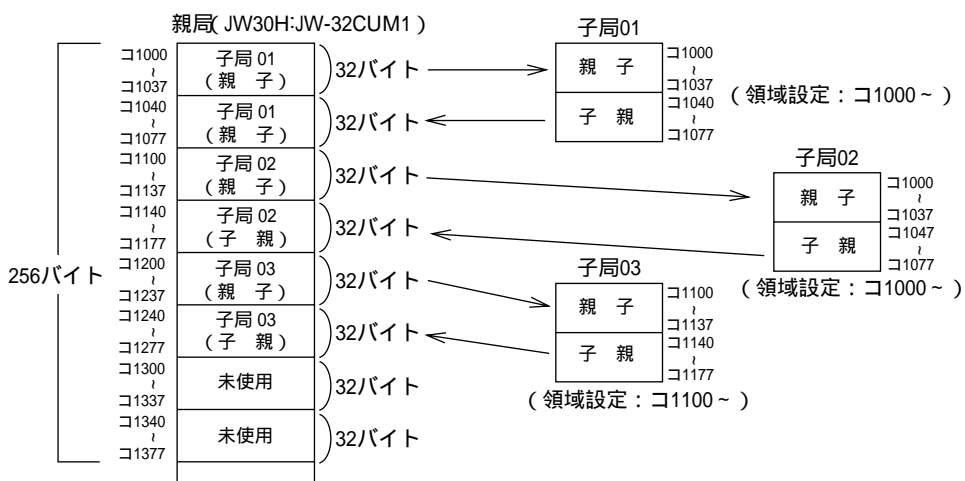 親局( JW30H:JW-32CUM1 )
256バイト
コ1000
~
コ1037
子局 01
( 親 子 )
32バイト
コ1040
~
コ1077
子局 01
( 親 子 )
32バイト
コ1100
~
コ1137
子局 02
( 親 子 )
32バイト
コ1140
~
コ1177
子局 02
( 子 親 )
32バイト
コ1200
~
コ1237
子局 03
( 親 子 )
32バイト
コ1240
~
コ1277
子局 03
( 子 親 )
32バイト
コ1300
~
コ1337
未使用
32バイト
コ1340
~
コ1377
未使用
32バイト
子局01
親 子
コ1000
~
コ1037
子 親
コ1040
~
コ1077
( 領域設定 : コ1000 ~ )
子局02
親 子
コ1000
~
コ1037
子 親
コ1047
~
コ1077
( 領域設定 : コ1000 ~ )
子局03
親 子
コ1100
~
コ1137
子 親
コ1140
~
コ1177
( 領域設定 : コ1100 ~ )